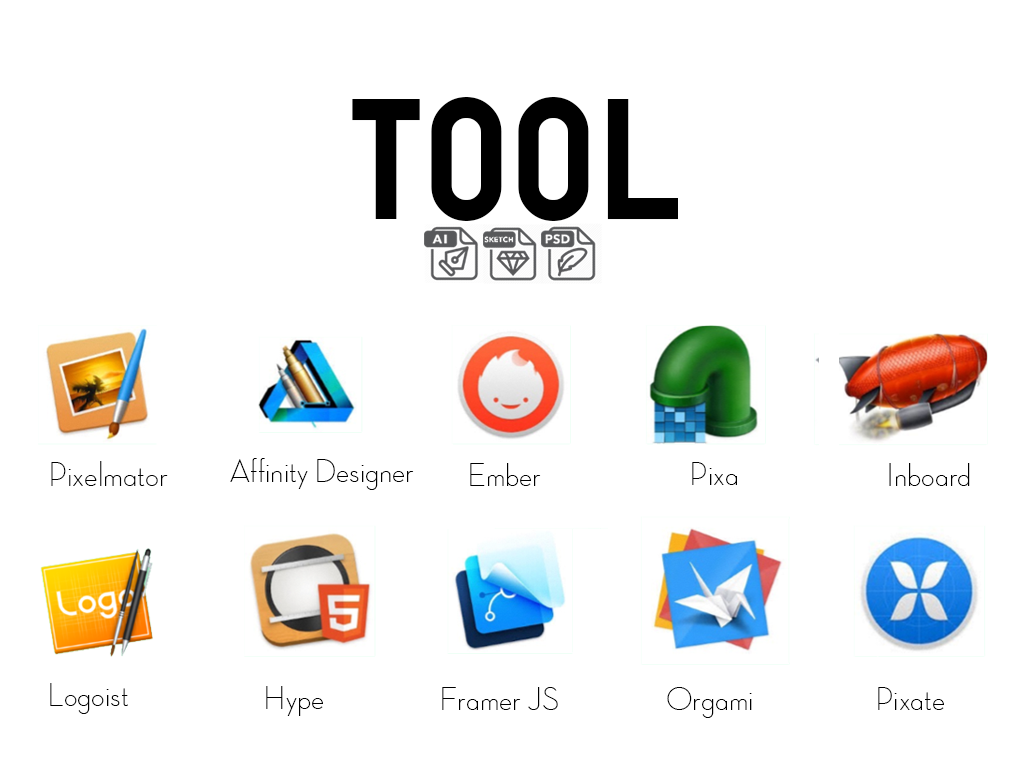 TOOL
AI SKETCH PSD
Pixelmator Affinity Designer Ember Pixa Inboard
Logo 5
Logoist Hype Framer JS Orgami Pixate